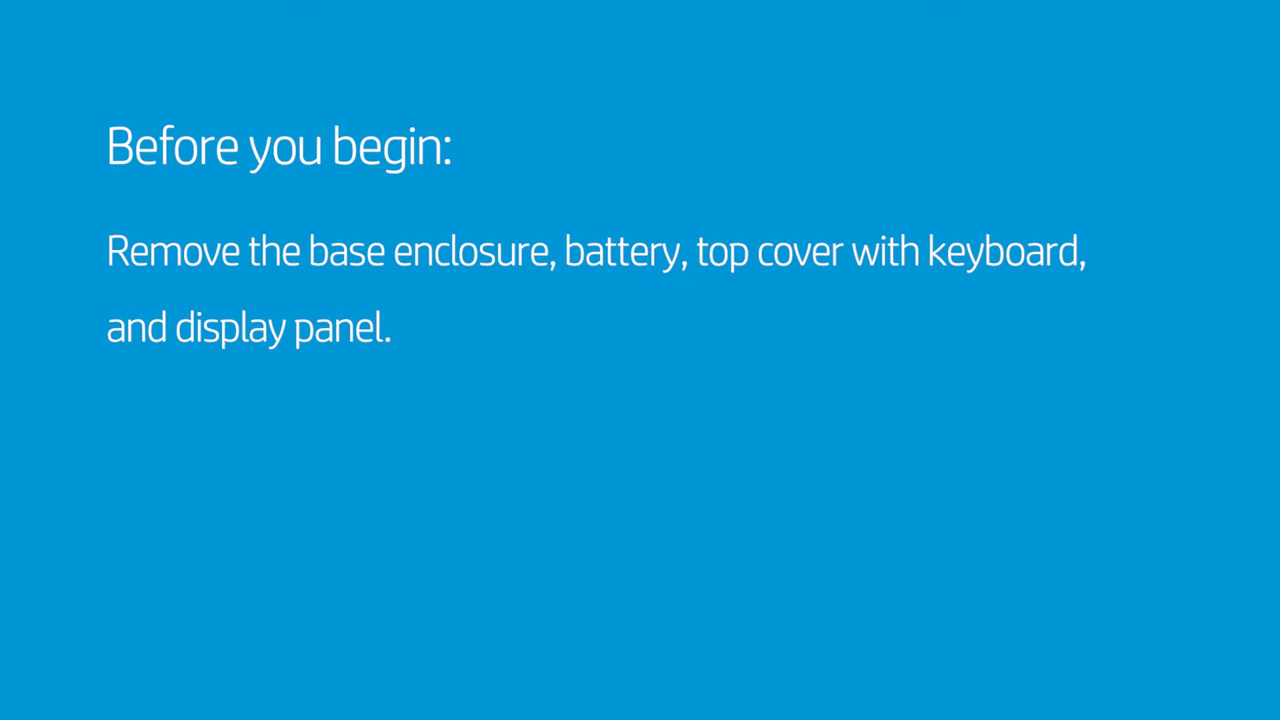 Before you begin:
Remove the base enclosure, battery, top cover with keyboard,
and display panel.